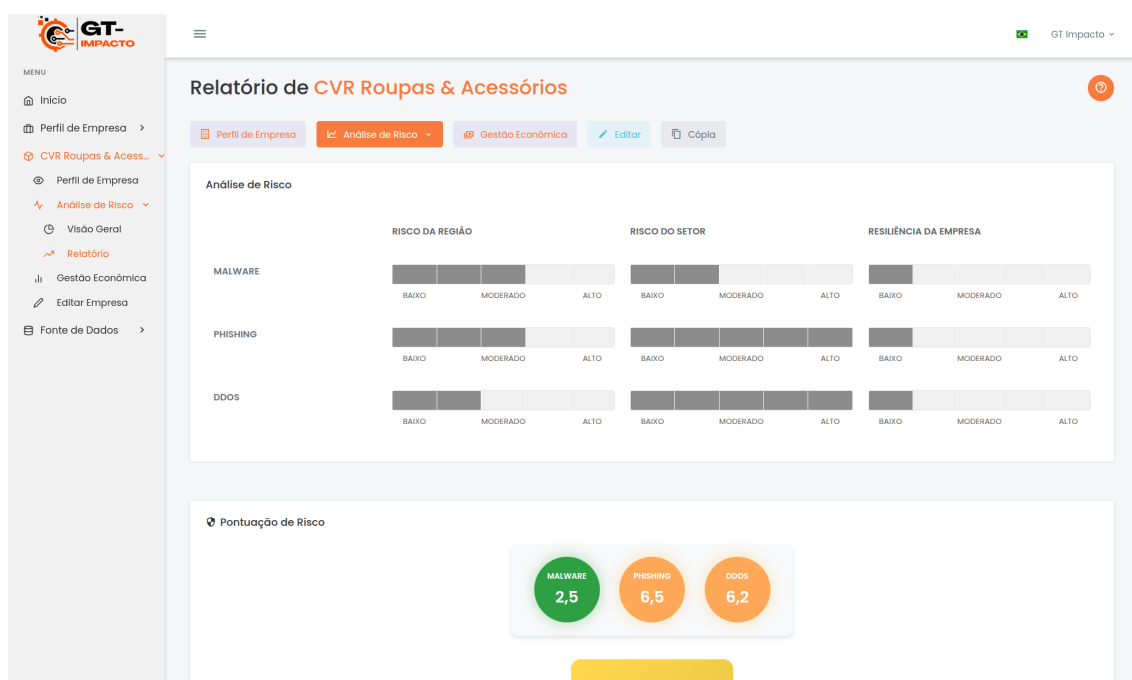 GT-
IMPACTO
GT Impacto
MENU
Início
Perfil de Empresa
CVR Roupas & Acess...
Perfil de Empresa
Análise de Risco
Visão Geral
Relatório
Gestão Econômica
Editar Empresa
Fonte de Dados
Relatório de CVR Roupas & Acessórios
Perfil de Empresa
Análise de Risco
Gestão Econômica
Editar
Cópia
Análise de Risco
RISCO DA REGIÃO RISCO DO SETOR RESILIÊNCIA DA EMPRESA
MALWARE
BAIXO MODERADO ALTO BAIXO MODERADO ALTO BAIXO MODERADO ALTO
PHISHING
BAIXO MODERADO ALTO BAIXO MODERADO ALTO BAIXO MODERADO ALTO
DDOS
BAIXO MODERADO ALTO BAIXO MODERADO ALTO BAIXO MODERADO ALTO
Pontuação de Risco
MALWARE PHISHING DDOS
2,5 6,5 6,2